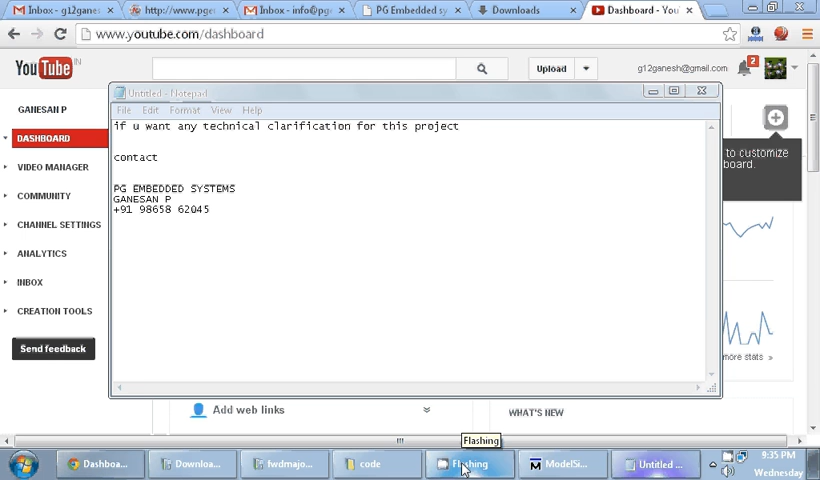 Inbox - g12ganes
http://www.pge
Inbox - info@pg
PG Embedded sy
Downloads
Dashboard - You
www.youtube.com/dashboard
YouTube IN
Upload
g12ganesh@gmail.com
2
GANESAN P
DASHBOARD
VIDEO MANAGER
COMMUNITY
CHANNEL SETTINGS
ANALYTICS
INBOX
CREATION TOOLS
Send feedback
to customize
board.
Untitled - Notepad
File Edit Format View Help
if u want any technical clarification for this project
contact
PG EMBEDDED SYSTEMS
GANESAN P
+91 98658 62045
more stats »
Add web links
WHAT'S NEW
Flashing
Dashboa...
Downloa...
fwdmajo...
code
Flashing
ModelSi...
Untitled ...
9:35 PM
Wednesday